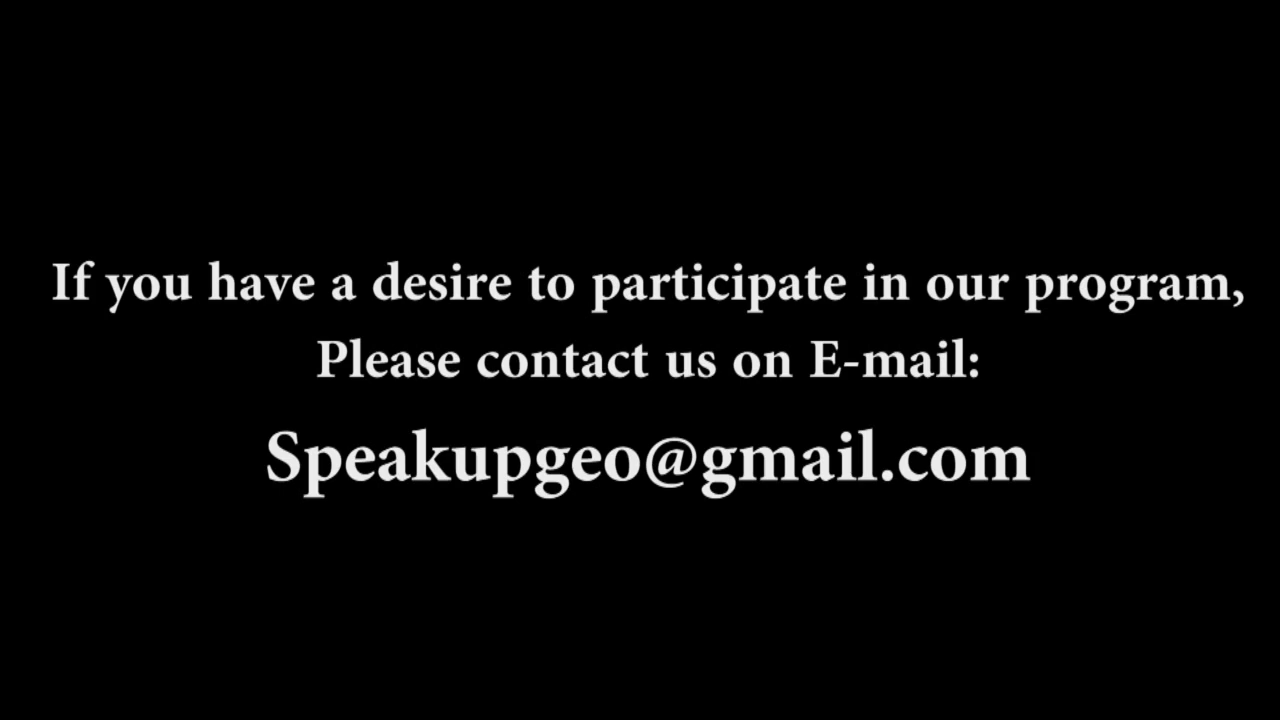 If you have a desire to participate in our program,
Please contact us on E-mail:
Speakupgeo@gmail.com